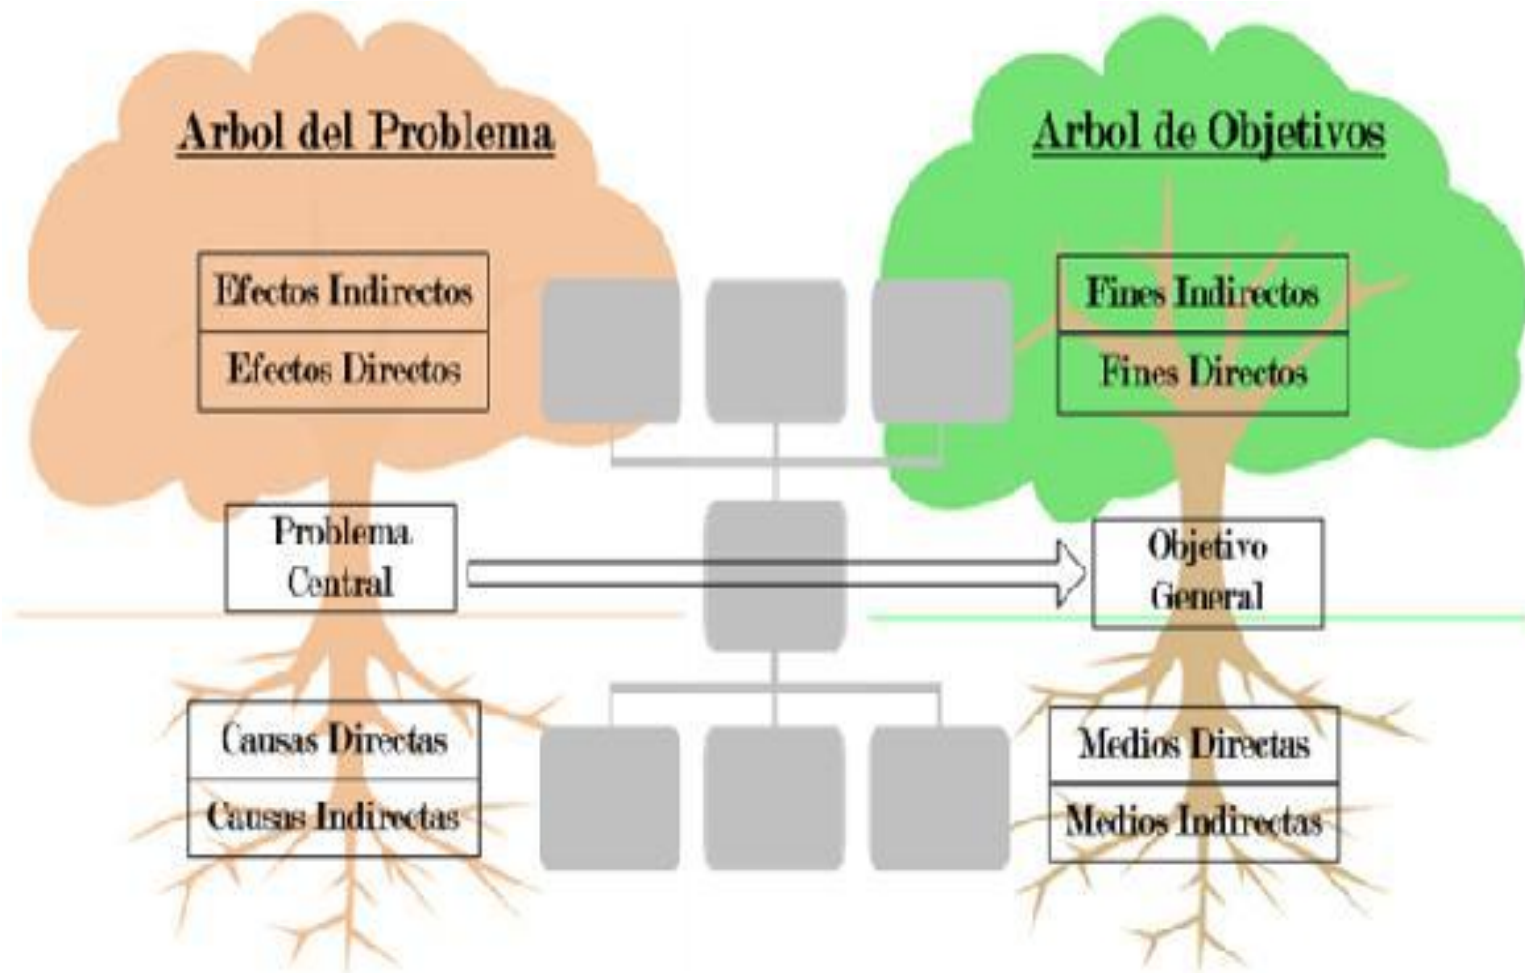 Arbol del Problema
Efectos Indirectos
Efectos Directos
Problema
Central
Causas Directas
Causas Indirectas
Arbol de Objetivos
Fines Indirectos
Fines Directos
Objetivo
General
Medios Directas
Medios Indirectas